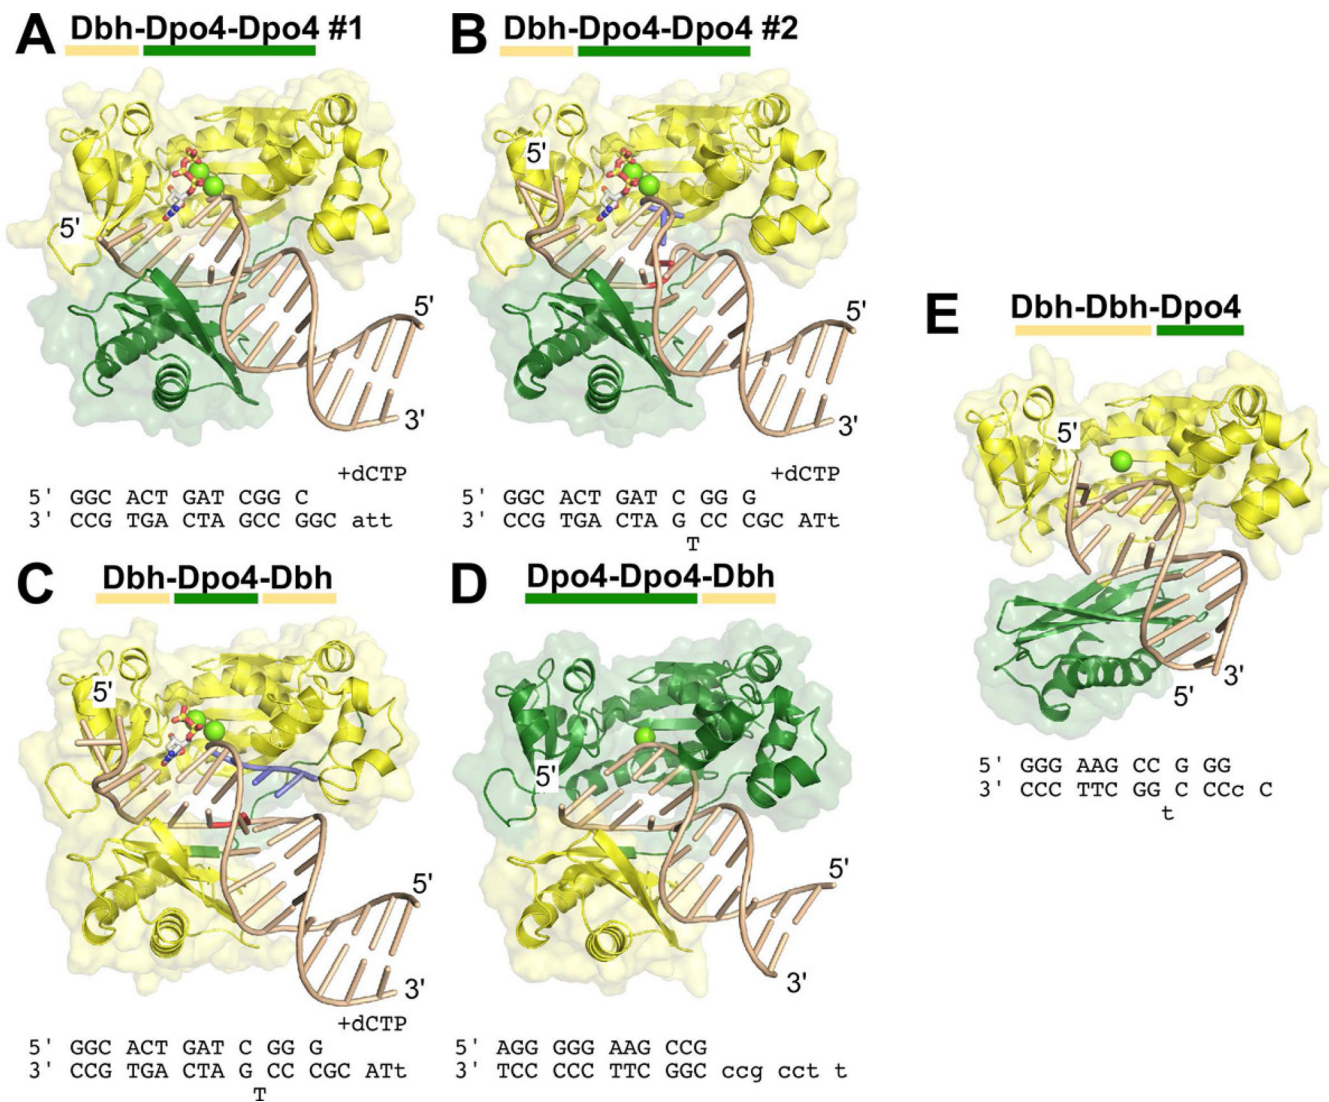 A Dbh-Dpo4-Dpo4 #1
5'
5'
3'
+dCTP
5' GGC ACT GAT CGG C
3' CCG TGA CTA GCC GGC att
B Dbh-Dpo4-Dpo4 #2
5'
5'
3'
+dCTP
5' GGC ACT GAT C GG G
3' CCG TGA CTA G CC CGC ATt
T
C Dbh-Dpo4-Dbh
5'
5'
3'
+dCTP
5' GGC ACT GAT C GG G
3' CCG TGA CTA G CC CGC ATt
T
D Dpo4-Dpo4-Dbh
5'
5'
3'
5' AGG GGG AAG CCG
3' TCC CCC TTC GGC ccg cct t
E Dbh-Dbh-Dpo4
5'
3'
5'
5' GGG AAG CC G GG
3' CCC TTC GG C CCc C
t